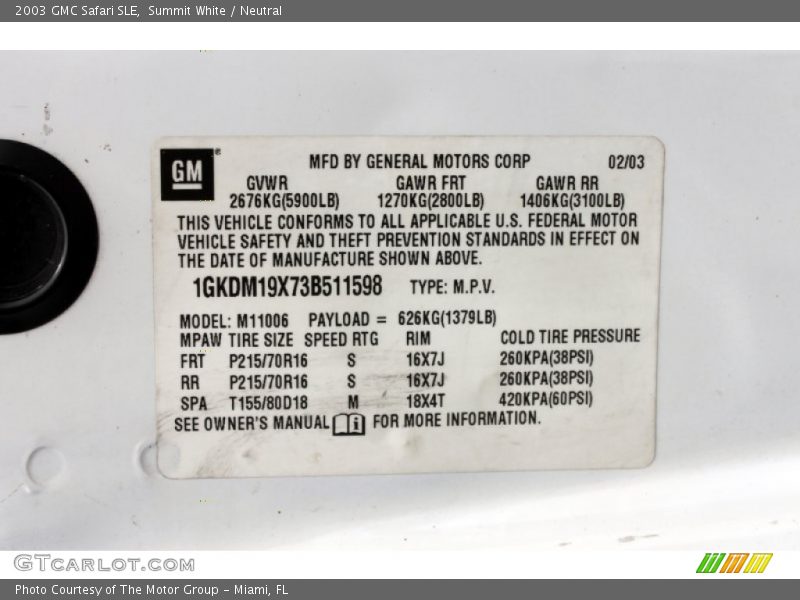 2003 GMC Safari SLE, Summit White / Neutral
GM
MFD BY GENERAL MOTORS CORP 02/03
GVWR GAWR FRT GAWR RR
2676KG(5900LB) 1270KG(2800LB) 1406KG(3100LB)
THIS VEHICLE CONFORMS TO ALL APPLICABLE U.S. FEDERAL MOTOR
VEHICLE SAFETY AND THEFT PREVENTION STANDARDS IN EFFECT ON
THE DATE OF MANUFACTURE SHOWN ABOVE.
1GKDM19X73B511598 TYPE: M.P.V.
MODEL: M11006 PAYLOAD = 626KG(1379LB)
MPAW TIRE SIZE SPEED RTG RIM COLD TIRE PRESSURE
FRT P215/70R16 S 16X7J 260KPA(38PSI)
RR P215/70R16 S 16X7J 260KPA(38PSI)
SPA T155/80D18 M 18X4T 420KPA(60PSI)
SEE OWNER'S MANUAL i FOR MORE INFORMATION.
GTCARLOT.COM
Photo Courtesy of The Motor Group - Miami, FL